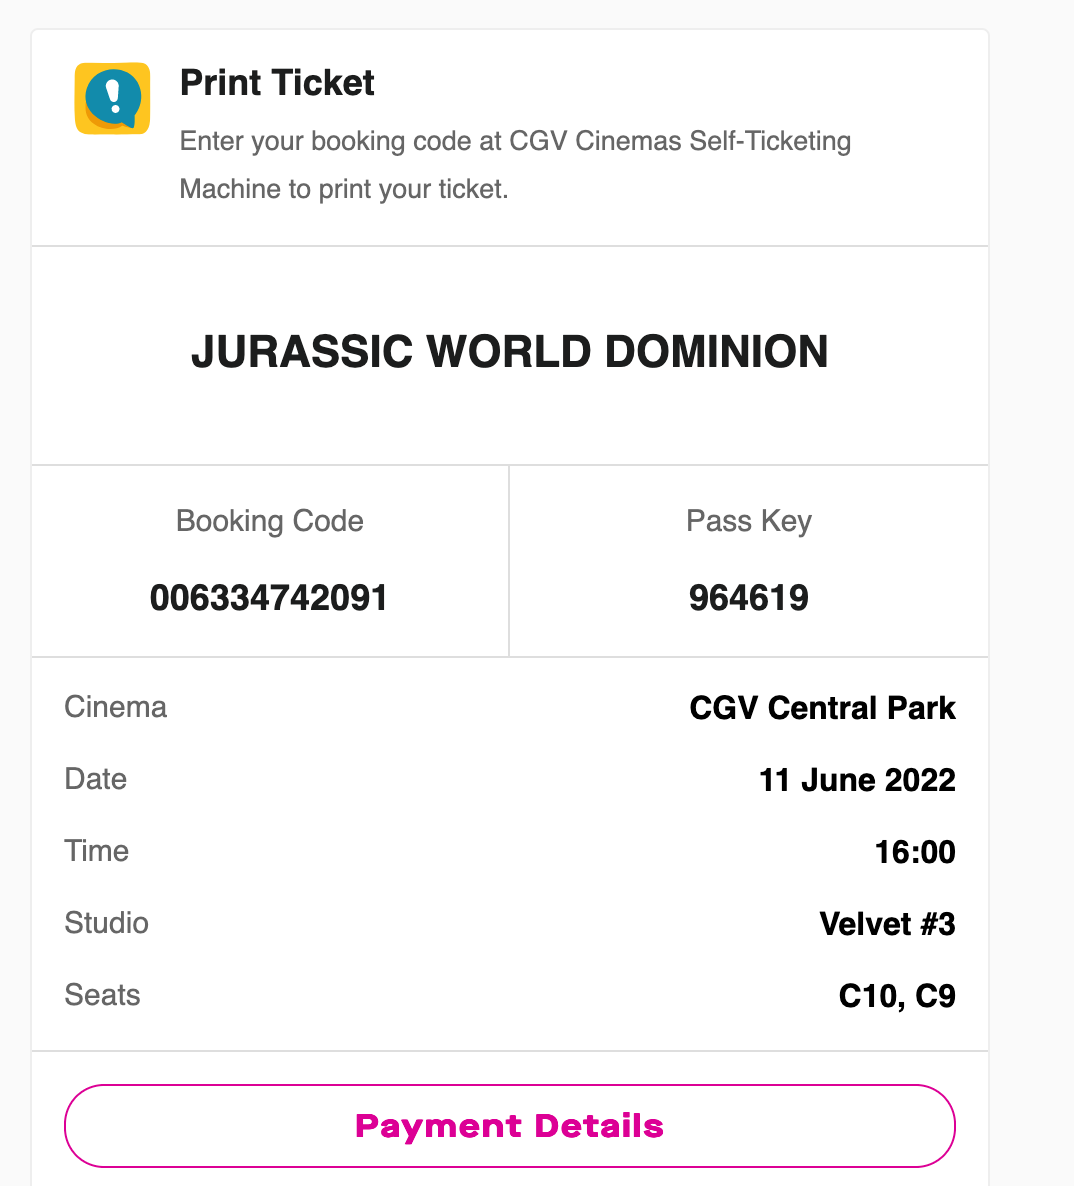 Print Ticket
Enter your booking code at CGV Cinemas Self-Ticketing
Machine to print your ticket.
JURASSIC WORLD DOMINION
Booking Code
Pass Key
006334742091
964619
Cinema
CGV Central Park
Date
11 June 2022
Time
16:00
Studio
Velvet #3
Seats
C10, C9
Payment Details